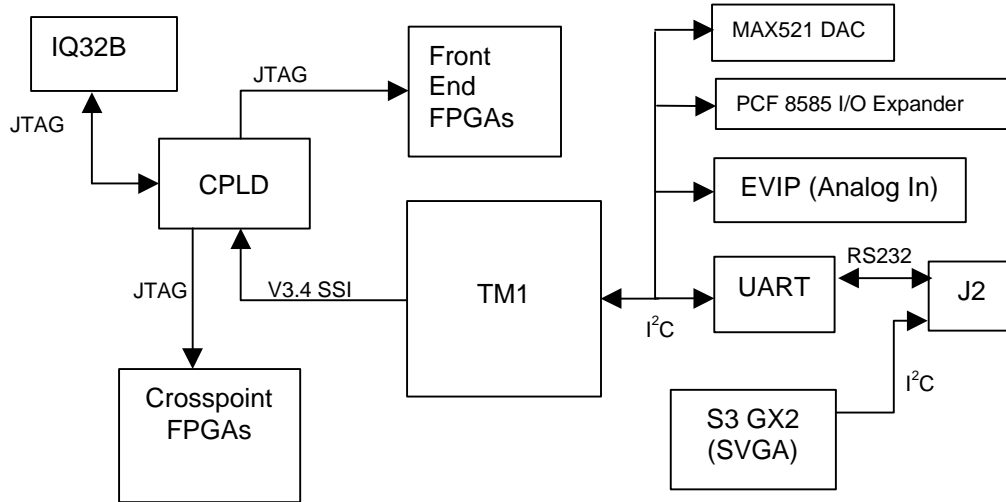 IQ32B
JTAG
JTAG
Front
End
FPGAs
CPLD
JTAG
V3.4 SSI
Crosspoint
FPGAs
TM1
I²C
MAX521 DAC
PCF 8585 I/O Expander
EVIP (Analog In)
UART
RS232
J2
I²C
S3 GX2
(SVGA)